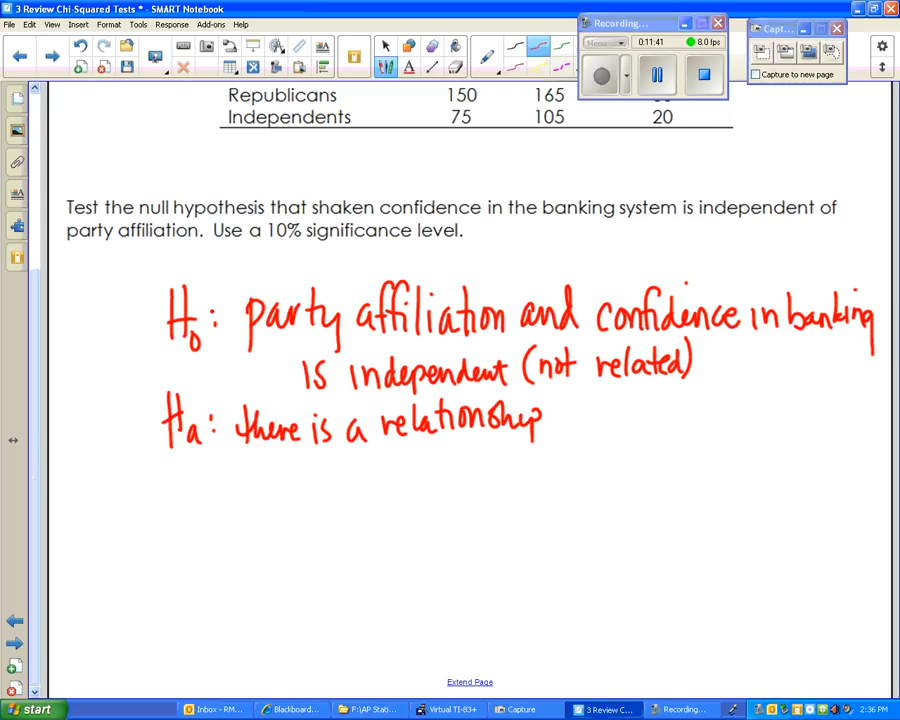 3 Review Chi-Squared Tests * - SMART Notebook
File Edit View Insert Format Tools Response Add-ons Help
Recording...
Menu
0:11:41
8.0 fps
Capt...
Capture to new page
Republicans 150 165
Independents 75 105 20
Test the null hypothesis that shaken confidence in the banking system is independent of
party affiliation. Use a 10% significance level.
H₀: party affiliation and confidence in banking
is independent (not related)
Hₐ: there is a relationship
Extend Page
start
Inbox - RM...
Blackboard...
F:\AP Stati...
Virtual TI-83+
Capture
3 Review C...
Recording...
2:36 PM